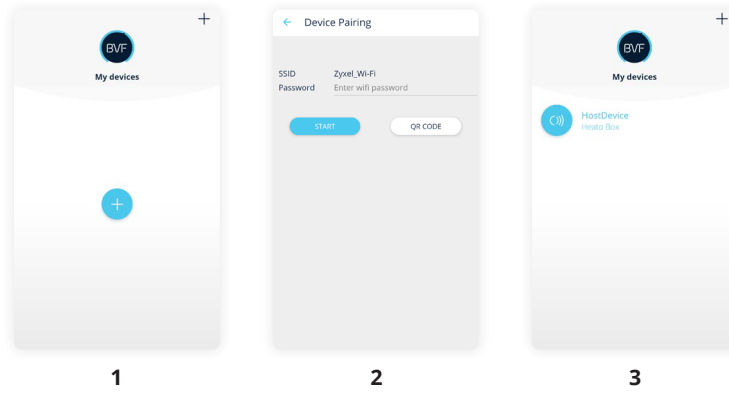 +
BVF
My devices
+
1
← Device Pairing
SSID Zyxel_Wi-Fi
Password Enter wifi password
START QR CODE
2
+
BVF
My devices
HostDevice
Heato Box
3